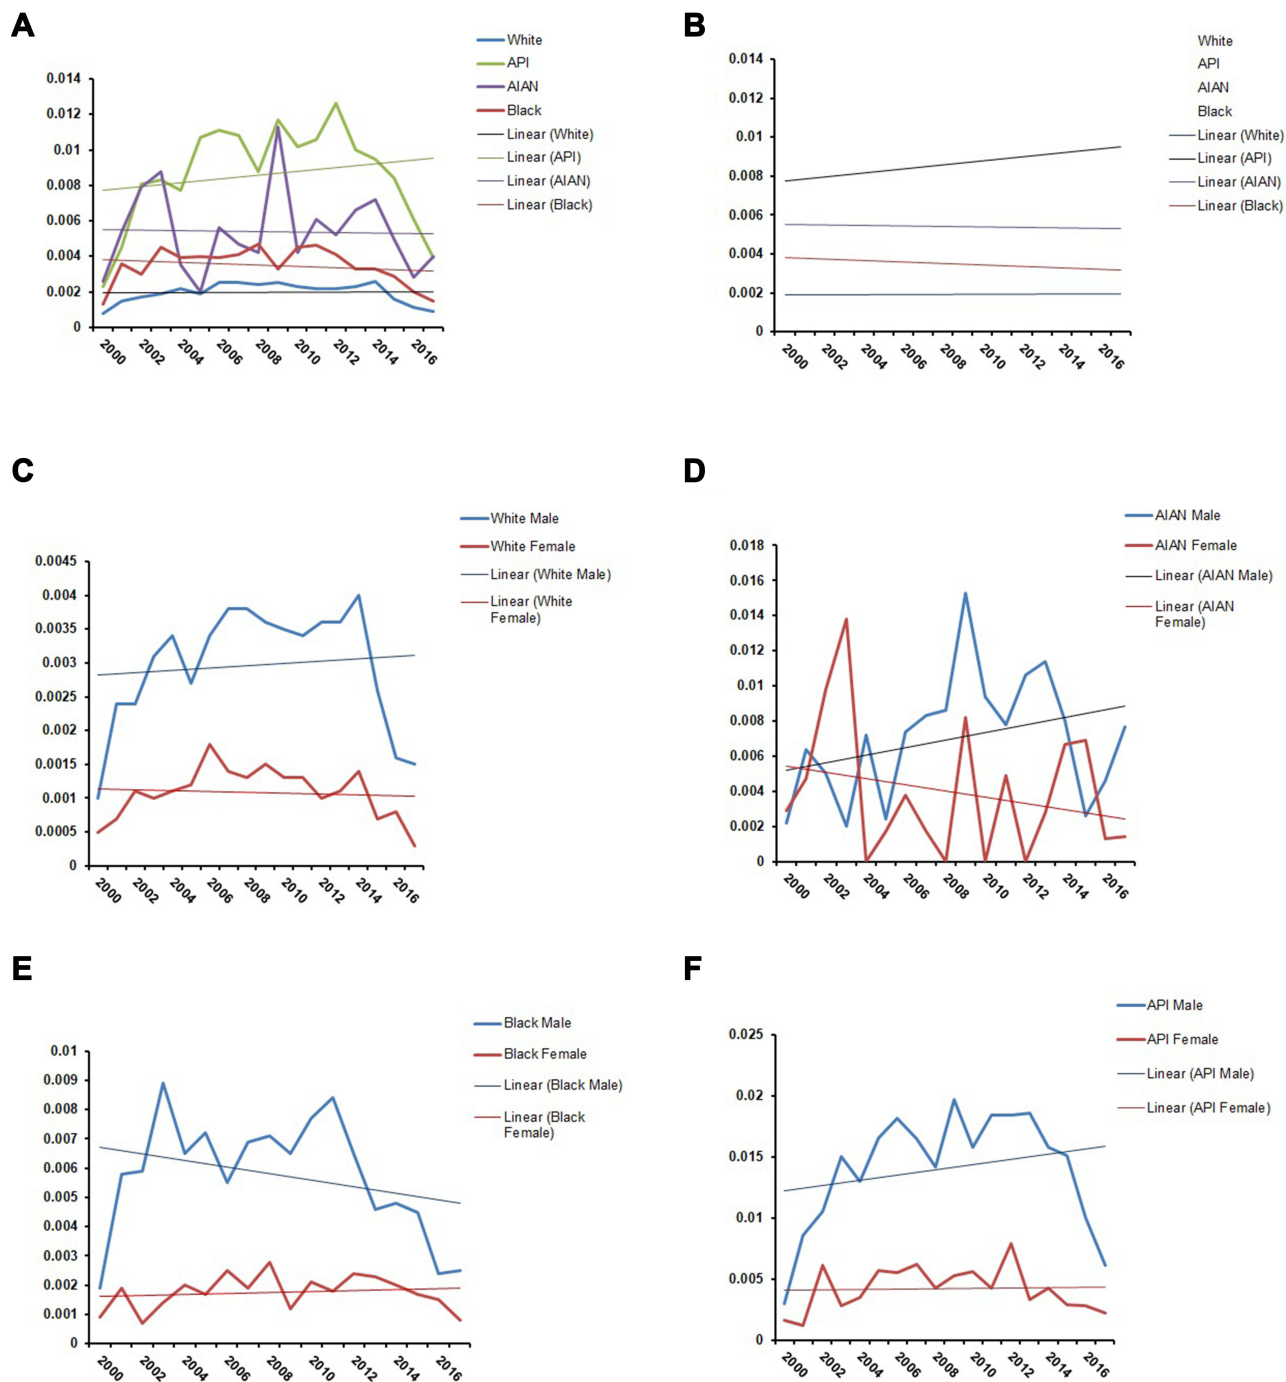 A
White
API
AIAN
Black
Linear (White)
Linear (API)
Linear (AIAN)
Linear (Black)
0.014
0.012
0.01
0.008
0.006
0.004
0.002
0
2000 2002 2004 2006 2008 2010 2012 2014 2016
B
White
API
AIAN
Black
Linear (White)
Linear (API)
Linear (AIAN)
Linear (Black)
0.014
0.012
0.01
0.008
0.006
0.004
0.002
0
2000 2002 2004 2006 2008 2010 2012 2014 2016
C
White Male
White Female
Linear (White Male)
Linear (White
Female)
0.0045
0.004
0.0035
0.003
0.0025
0.002
0.0015
0.001
0.0005
0
2000 2002 2004 2006 2008 2010 2012 2014 2016
D
AIAN Male
AIAN Female
Linear (AIAN Male)
Linear (AIAN
Female)
0.018
0.016
0.014
0.012
0.01
0.008
0.006
0.004
0.002
0
2000 2002 2004 2006 2008 2010 2012 2014 2016
E
Black Male
Black Female
Linear (Black Male)
Linear (Black
Female)
0.01
0.009
0.008
0.007
0.006
0.005
0.004
0.003
0.002
0.001
0
2000 2002 2004 2006 2008 2010 2012 2014 2016
F
API Male
API Female
Linear (API Male)
Linear (API Female)
0.025
0.02
0.015
0.01
0.005
0
2000 2002 2004 2006 2008 2010 2012 2014 2016